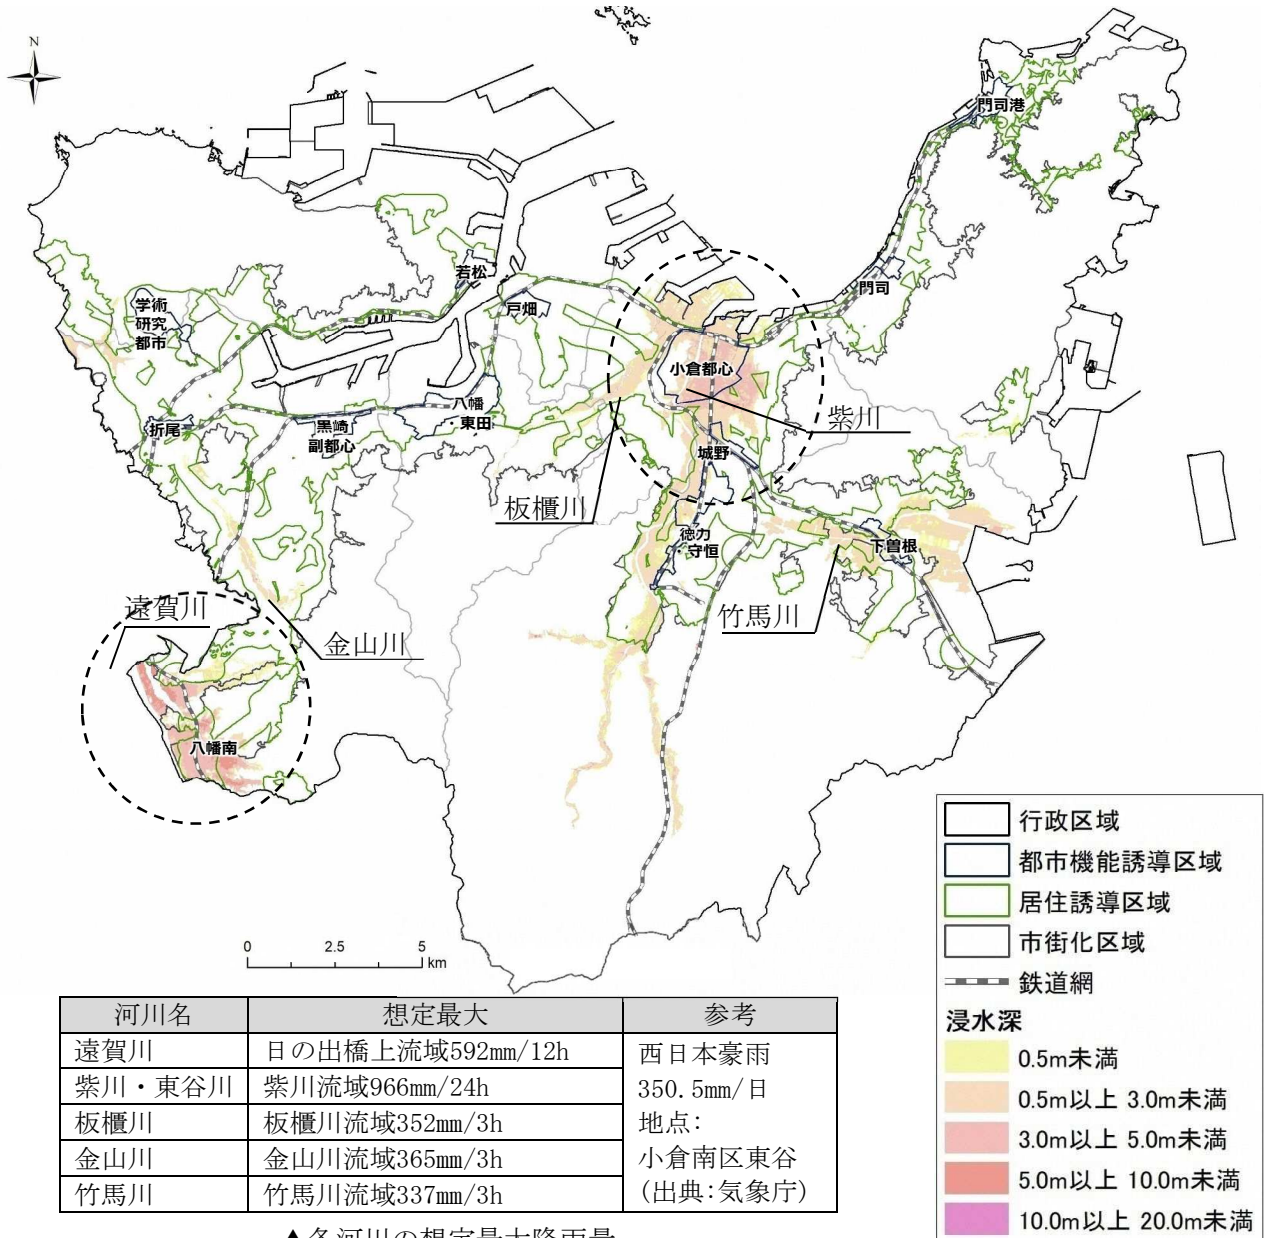 N
門司港
若松
門司
学術
研究
都市
戸畑
小倉都心
紫川
八幡
・東田
折尾
黒崎
副都心
城野
板櫃川
徳力
・守恒
下曽根
竹馬川
遠賀川
金山川
八幡南
0 2.5 5
km
行政区域
都市機能誘導区域
居住誘導区域
市街化区域
鉄道網
浸水深
0.5m未満
0.5m以上 3.0m未満
3.0m以上 5.0m未満
5.0m以上 10.0m未満
10.0m以上 20.0m未満
河川名 想定最大 参考
遠賀川 日の出橋上流域592㎜/12h 西日本豪雨
紫川・東谷川 紫川流域966㎜/24h 350.5㎜/日
板櫃川 板櫃川流域352㎜/3h 地点:
金山川 金山川流域365㎜/3h 小倉南区東谷
竹馬川 竹馬川流域337㎜/3h (出典:気象庁)
▲各河川の想定最大降雨量